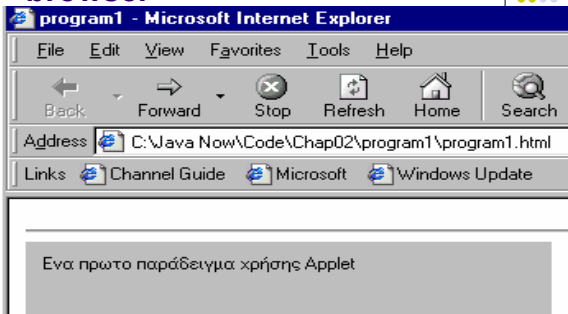 browser
program1 - Microsoft Internet Explorer
File Edit View Favorites Tools Help
Back Forward Stop Refresh Home Search
Address C:\Java Now\Code\Chap02\program1\program1.html
Links Channel Guide Microsoft Windows Update
Ενα πρωτο παράδειγμα χρήσης Applet